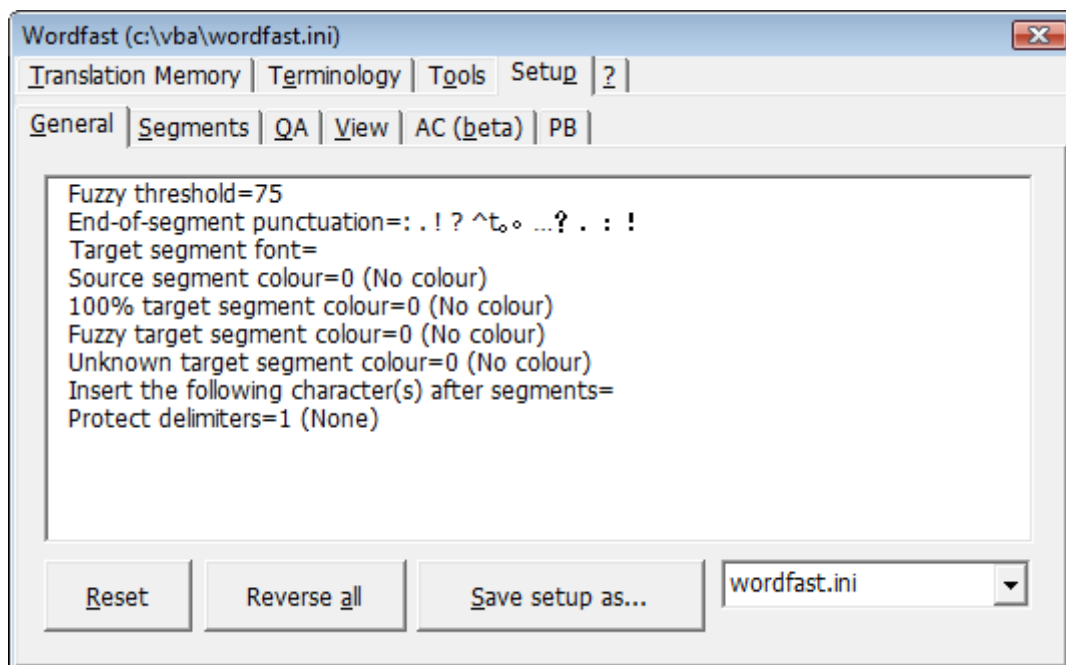 Wordfast (c:\vba\wordfast.ini)
Translation Memory Terminology Tools Setup ?
General Segments QA View AC (beta) PB
Fuzzy threshold=75
End-of-segment punctuation=: . ! ? ^t。。…? . : !
Target segment font=
Source segment colour=0 (No colour)
100% target segment colour=0 (No colour)
Fuzzy target segment colour=0 (No colour)
Unknown target segment colour=0 (No colour)
Insert the following character(s) after segments=
Protect delimiters=1 (None)
Reset Reverse all Save setup as... wordfast.ini